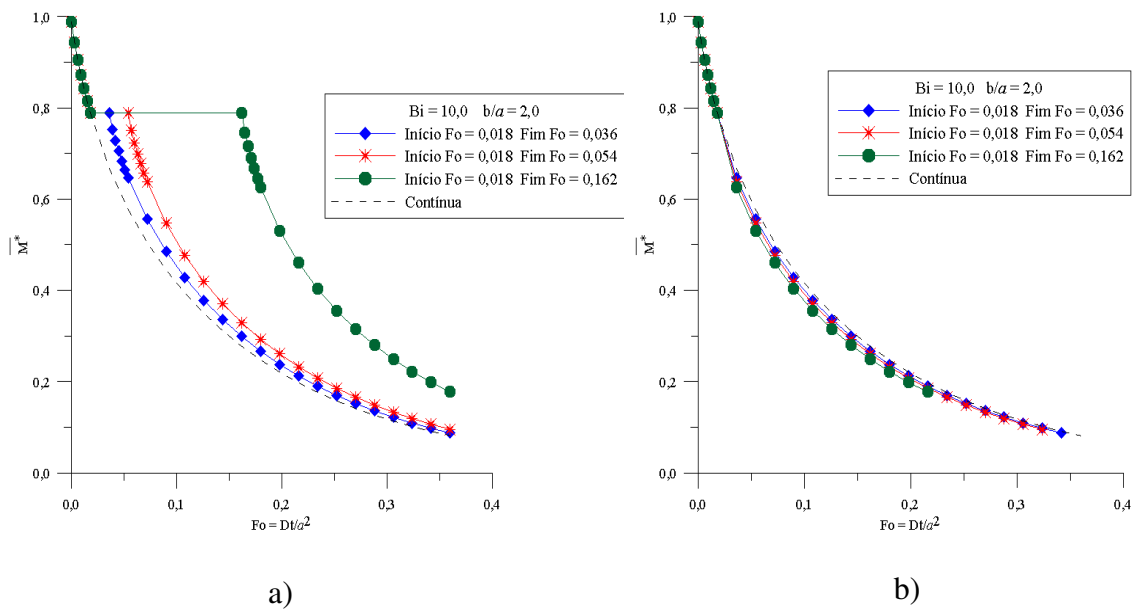 1,0
0,8
0,6
0,4
0,2
0,0
M*
0,0 0,1 0,2 0,3 0,4
Fo = Dt/a²
Bi = 10,0 b/a = 2,0
Início Fo = 0,018 Fim Fo = 0,036
Início Fo = 0,018 Fim Fo = 0,054
Início Fo = 0,018 Fim Fo = 0,162
Contínua
a)
1,0
0,8
0,6
0,4
0,2
0,0
M*
0,0 0,1 0,2 0,3 0,4
Fo = Dt/a²
Bi = 10,0 b/a = 2,0
Início Fo = 0,018 Fim Fo = 0,036
Início Fo = 0,018 Fim Fo = 0,054
Início Fo = 0,018 Fim Fo = 0,162
Contínua
b)